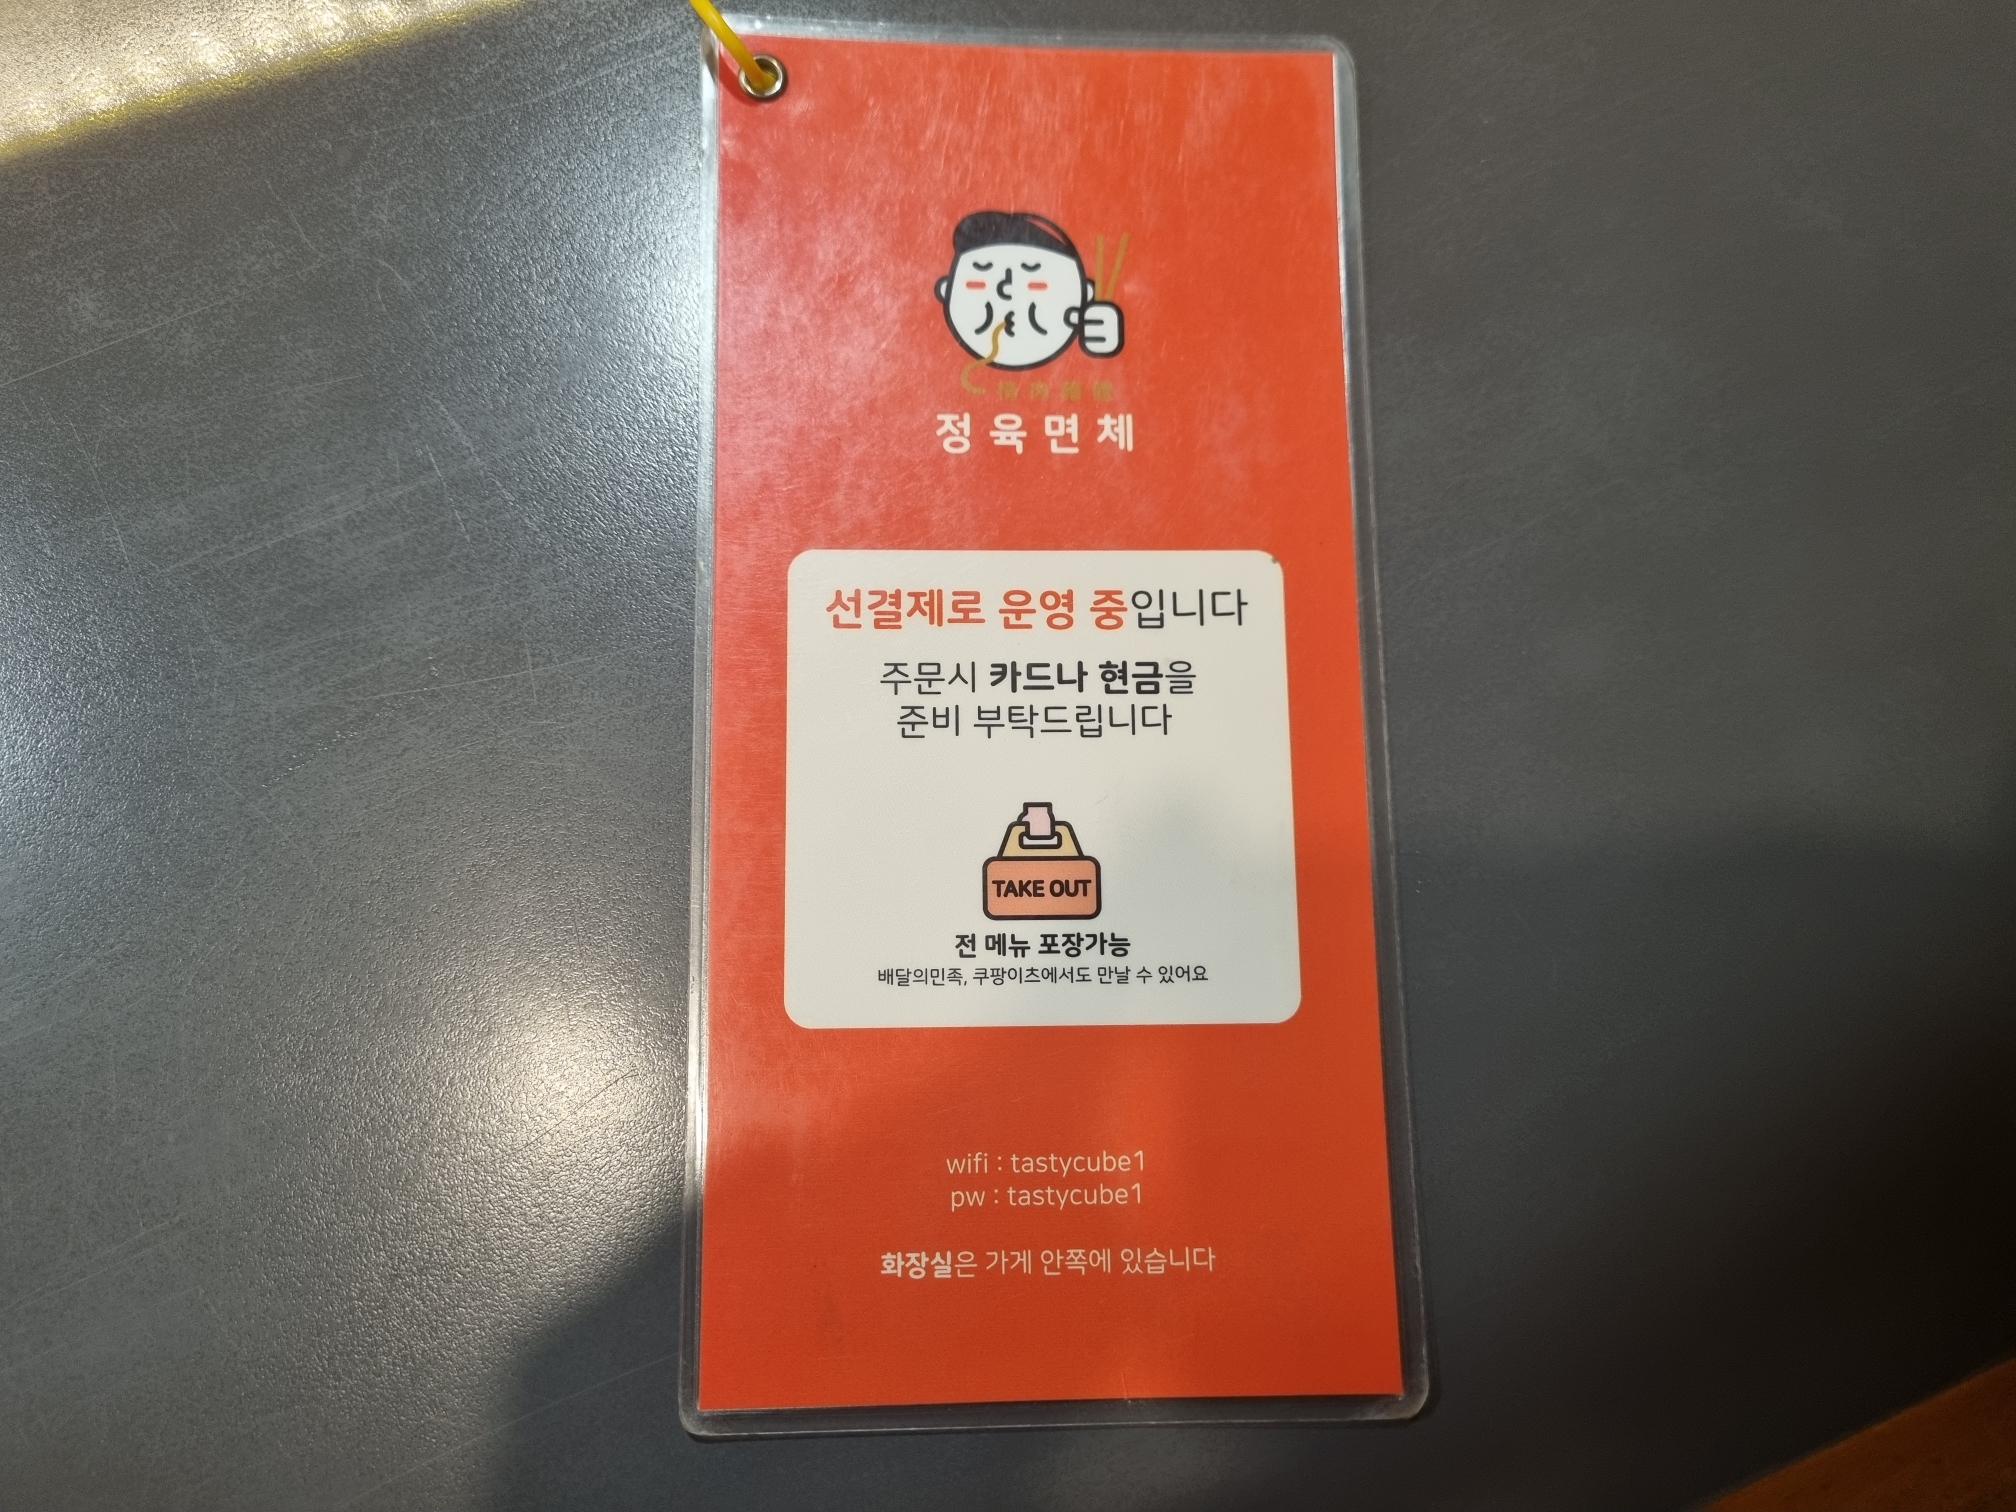 정육면체
선결제로 운영 중입니다
주문시 카드나 현금을
준비 부탁드립니다
TAKE OUT
전 메뉴 포장가능
배달의민족, 쿠팡이츠에서도 만날 수 있어요
wifi : tastycube1
pw : tastycube1
화장실은 가게 안쪽에 있습니다